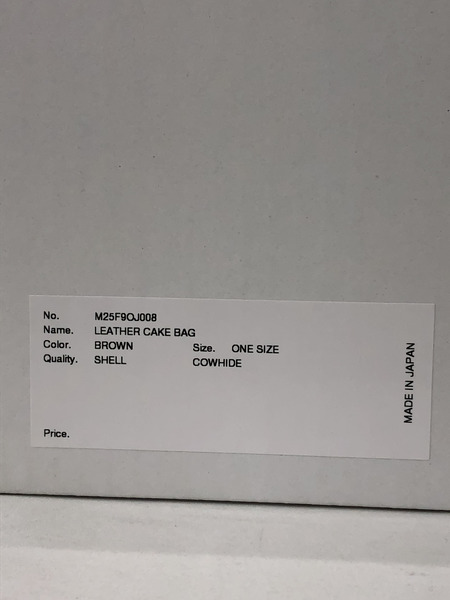 No. M25F9OJ008
Name. LEATHER CAKE BAG
Color. BROWN Size. ONE SIZE
Quality. SHELL COWHIDE
Price.
MADE IN JAPAN